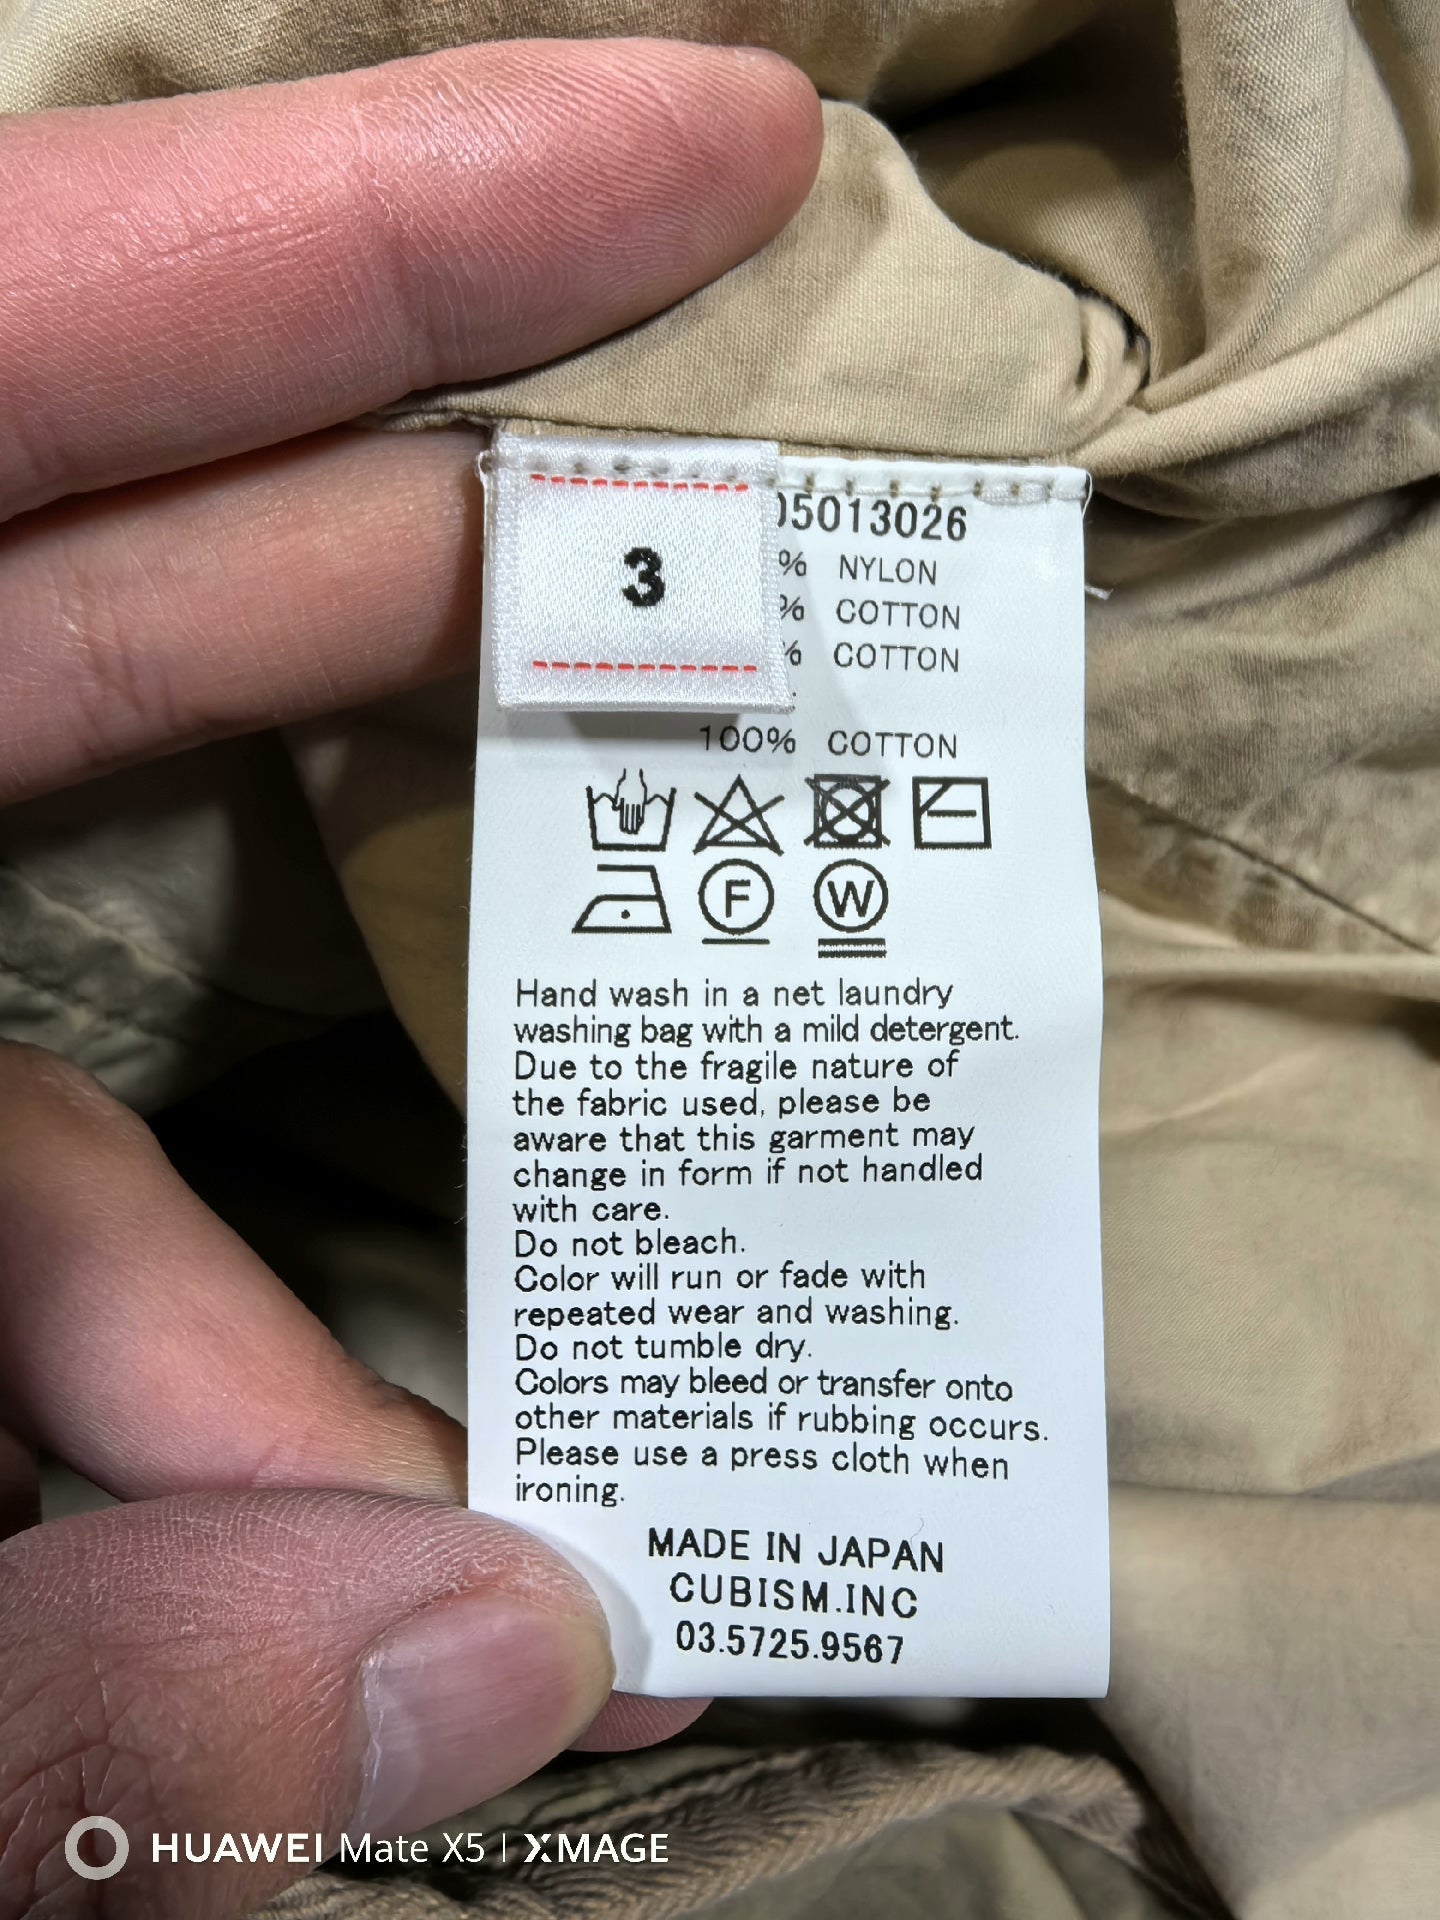 3
5013026
% NYLON
% COTTON
% COTTON
100% COTTON
F
W
Hand wash in a net laundry
washing bag with a mild detergent.
Due to the fragile nature of
the fabric used, please be
aware that this garment may
change in form if not handled
with care.
Do not bleach.
Color will run or fade with
repeated wear and washing.
Do not tumble dry.
Colors may bleed or transfer onto
other materials if rubbing occurs.
Please use a press cloth when
ironing.
MADE IN JAPAN
CUBISM.INC
03.5725.9567
HUAWEI Mate X5 | XMAGE